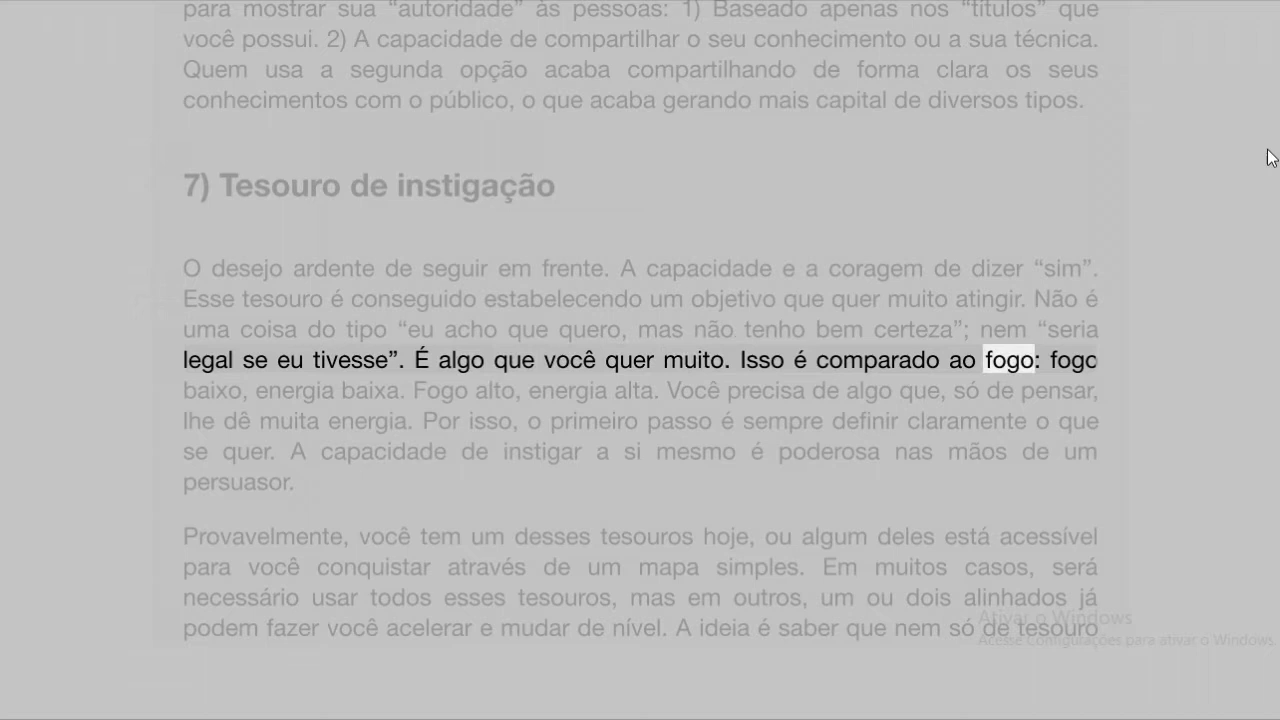 para mostrar sua “autoridade” às pessoas: 1) Baseado apenas nos “títulos” que
você possui. 2) A capacidade de compartilhar o seu conhecimento ou a sua técnica.
Quem usa a segunda opção acaba compartilhando de forma clara os seus
conhecimentos com o público, o que acaba gerando mais capital de diversos tipos.
7) Tesouro de instigação
O desejo ardente de seguir em frente. A capacidade e a coragem de dizer “sim”.
Esse tesouro é conseguido estabelecendo um objetivo que quer muito atingir. Não é
uma coisa do tipo “eu acho que quero, mas não tenho bem certeza”; nem “seria
legal se eu tivesse”. É algo que você quer muito. Isso é comparado ao fogo: fogo
baixo, energia baixa. Fogo alto, energia alta. Você precisa de algo que, só de pensar,
lhe dê muita energia. Por isso, o primeiro passo é sempre definir claramente o que
se quer. A capacidade de instigar a si mesmo é poderosa nas mãos de um
persuasor.
Provavelmente, você tem um desses tesouros hoje, ou algum deles está acessível
para você conquistar através de um mapa simples. Em muitos casos, será
necessário usar todos esses tesouros, mas em outros, um ou dois alinhados já
podem fazer você acelerar e mudar de nível. A ideia é saber que nem só de tesouro
Ativar o Windows
Acesse Configurações para ativar o Windows.